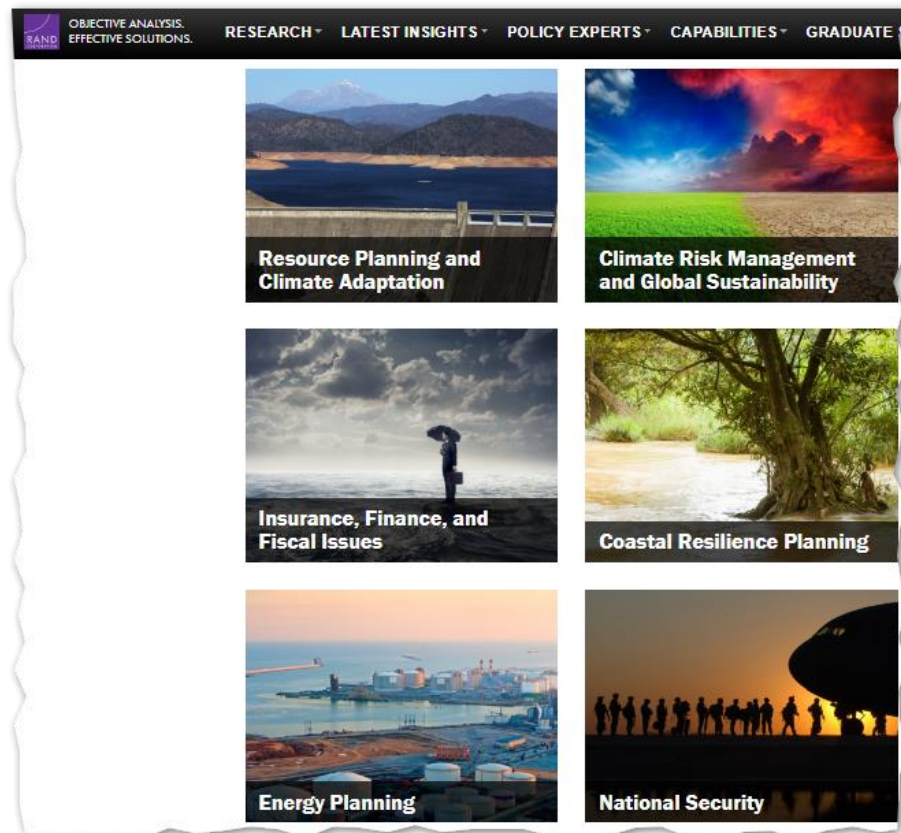 RAND
CORPORATION
OBJECTIVE ANALYSIS.
EFFECTIVE SOLUTIONS.
RESEARCH
LATEST INSIGHTS
POLICY EXPERTS
CAPABILITIES
GRADUATE
Resource Planning and
Climate Adaptation
Climate Risk Management
and Global Sustainability
Insurance, Finance, and
Fiscal Issues
Coastal Resilience Planning
Energy Planning
National Security